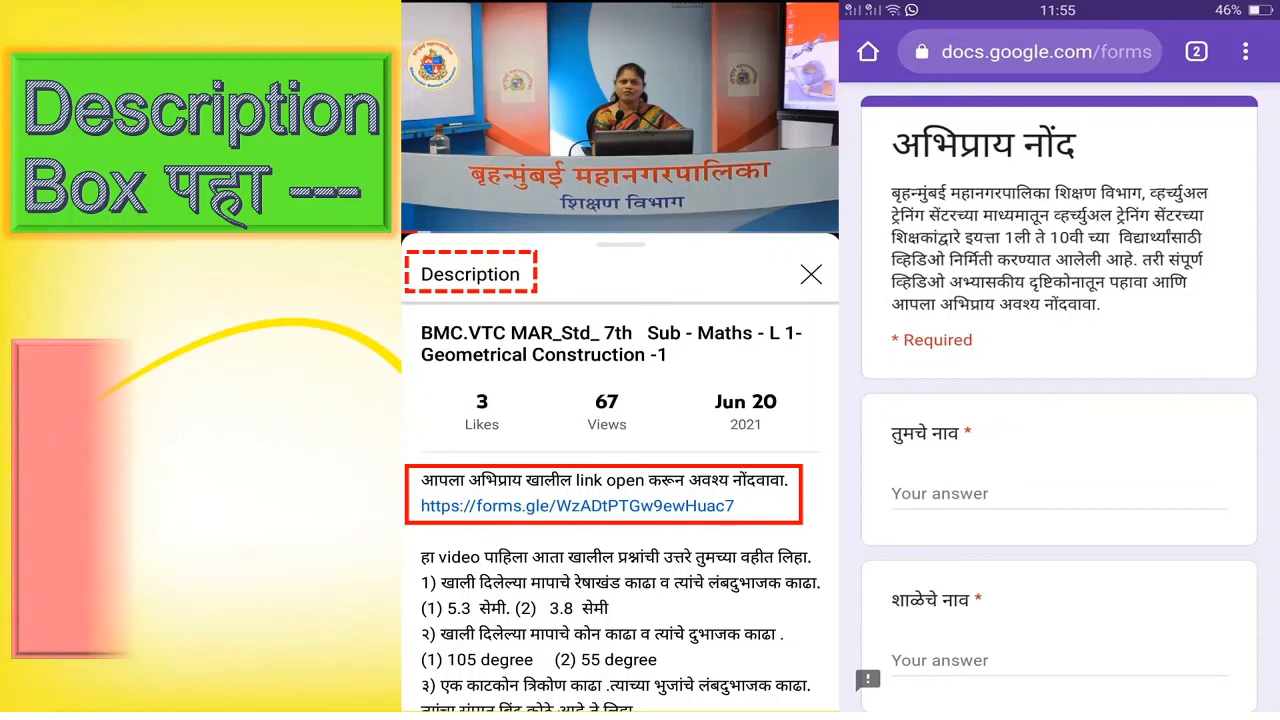 Description
Box पहा ---
बृहन्मुंबई महानगरपालिका
शिक्षण विभाग
Description
BMC.VTC MAR_Std_ 7th Sub - Maths - L 1-
Geometrical Construction -1
3 67 Jun 20
Likes Views 2021
आपला अभिप्राय खालील link open करून अवश्य नोंदवावा.
https://forms.gle/WzADtPTGw9ewHuac7
हा video पाहिला आता खालील प्रश्नांची उत्तरे तुमच्या वहीत लिहा.
1) खाली दिलेल्या मापाचे रेषाखंड काढा व त्यांचे लंबदुभाजक काढा.
(1) 5.3 सेमी. (2) 3.8 सेमी
२) खाली दिलेल्या मापाचे कोन काढा व त्यांचे दुभाजक काढा .
(1) 105 degree (2) 55 degree
३) एक काटकोन त्रिकोण काढा .त्याच्या भुजांचे लंबदुभाजक काढा.
11:55 46%
docs.google.com/forms 2
अभिप्राय नोंद
बृहन्मुंबई महानगरपालिका शिक्षण विभाग, व्हर्च्युअल
ट्रेनिंग सेंटरच्या माध्यमातून व्हर्च्युअल ट्रेनिंग सेंटरच्या
शिक्षकांद्वारे इयत्ता 1ली ते 10वी च्या विद्यार्थ्यांसाठी
व्हिडिओ निर्मिती करण्यात आलेली आहे. तरी संपूर्ण
व्हिडिओ अभ्यासकीय दृष्टिकोनातून पहावा आणि
आपला अभिप्राय अवश्य नोंदवावा.
* Required
तुमचे नाव *
Your answer
शाळेचे नाव *
Your answer